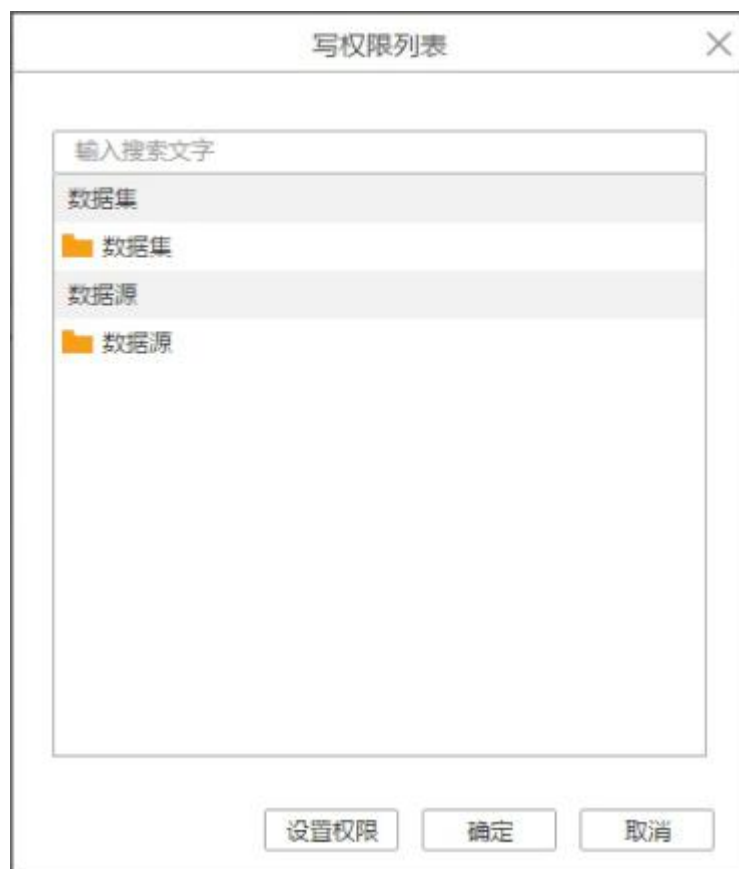 写权限列表
输入搜索文字
数据集
数据集
数据源
数据源
设置权限 确定 取消